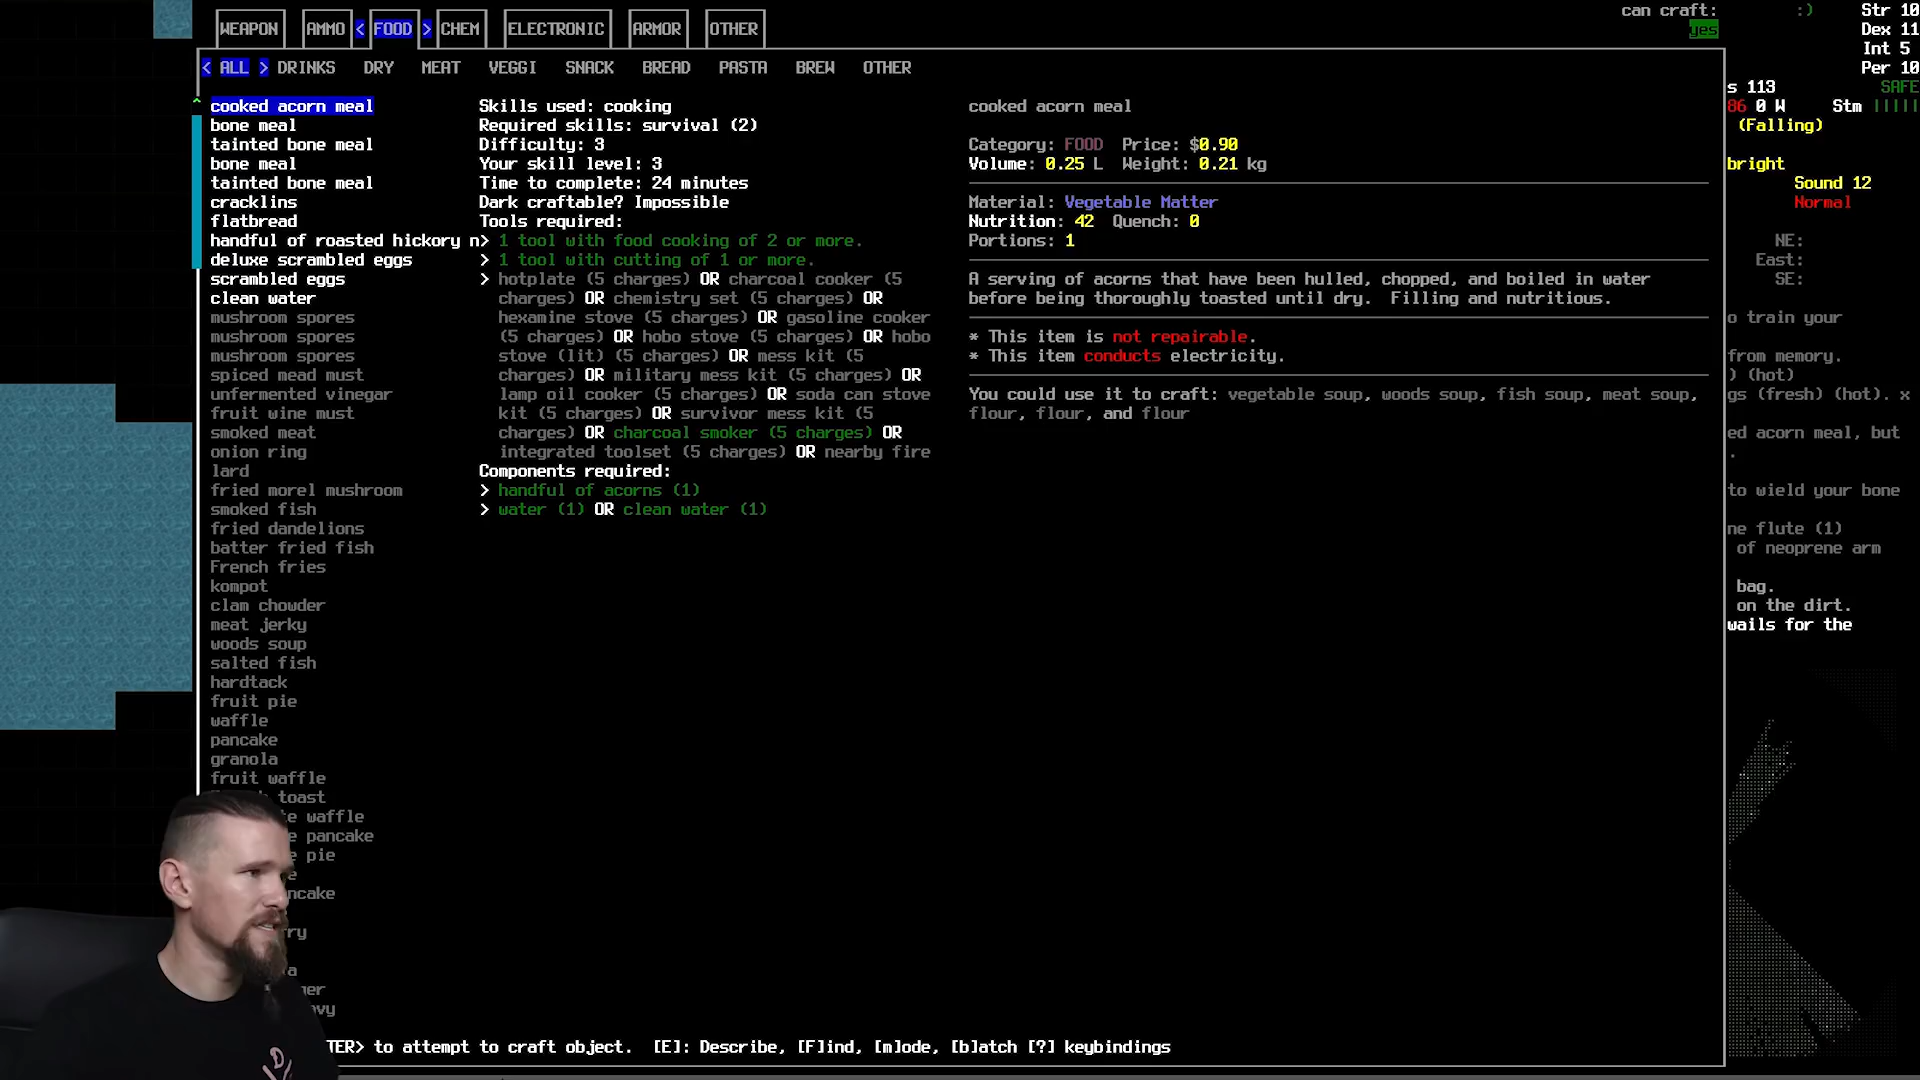 WEAPON AMMO < FOOD > CHEM ELECTRONIC ARMOR OTHER
can craft: :)
yes
Str 10
Dex 11
Int 5
Per 10
< ALL > DRINKS DRY MEAT VEGGI SNACK BREAD PASTA BREW OTHER
cooked acorn meal
bone meal
tainted bone meal
bone meal
tainted bone meal
cracklins
flatbread
handful of roasted hickory n
deluxe scrambled eggs
scrambled eggs
clean water
mushroom spores
mushroom spores
mushroom spores
spiced mead must
unfermented vinegar
fruit wine must
smoked meat
onion ring
lard
fried morel mushroom
smoked fish
fried dandelions
batter fried fish
French fries
kompot
clam chowder
meat jerky
woods soup
salted fish
hardtack
fruit pie
waffle
pancake
granola
fruit waffle
toast
te waffle
e pancake
pie
e
ncake
rry
a
ger
avy
Skills used: cooking
Required skills: survival (2)
Difficulty: 3
Your skill level: 3
Time to complete: 24 minutes
Dark craftable? Impossible
Tools required:
> 1 tool with food cooking of 2 or more.
> 1 tool with cutting of 1 or more.
> hotplate (5 charges) OR charcoal cooker (5
charges) OR chemistry set (5 charges) OR
hexamine stove (5 charges) OR gasoline cooker
(5 charges) OR hobo stove (5 charges) OR hobo
stove (lit) (5 charges) OR mess kit (5
charges) OR military mess kit (5 charges) OR
lamp oil cooker (5 charges) OR soda can stove
kit (5 charges) OR survivor mess kit (5
charges) OR charcoal smoker (5 charges) OR
integrated toolset (5 charges) OR nearby fire
Components required:
> handful of acorns (1)
> water (1) OR clean water (1)
cooked acorn meal
Category: FOOD Price: $0.90
Volume: 0.25 L Weight: 0.21 kg
Material: Vegetable Matter
Nutrition: 42 Quench: 0
Portions: 1
A serving of acorns that have been hulled, chopped, and boiled in water
before being thoroughly toasted until dry. Filling and nutritious.
* This item is not repairable.
* This item conducts electricity.
You could use it to craft: vegetable soup, woods soup, fish soup, meat soup,
flour, flour, and flour
s 113 SAFE
86 0 W Stm |||||
(Falling)
bright
Sound 12
Normal
NE:
East:
SE:
o train your
from memory.
) (hot)
gs (fresh) (hot). x
ed acorn meal, but
.
to wield your bone
ne flute (1)
of neoprene arm
bag.
on the dirt.
wails for the
TER> to attempt to craft object. [E]: Describe, [F]ind, [m]ode, [b]atch [?] keybindings